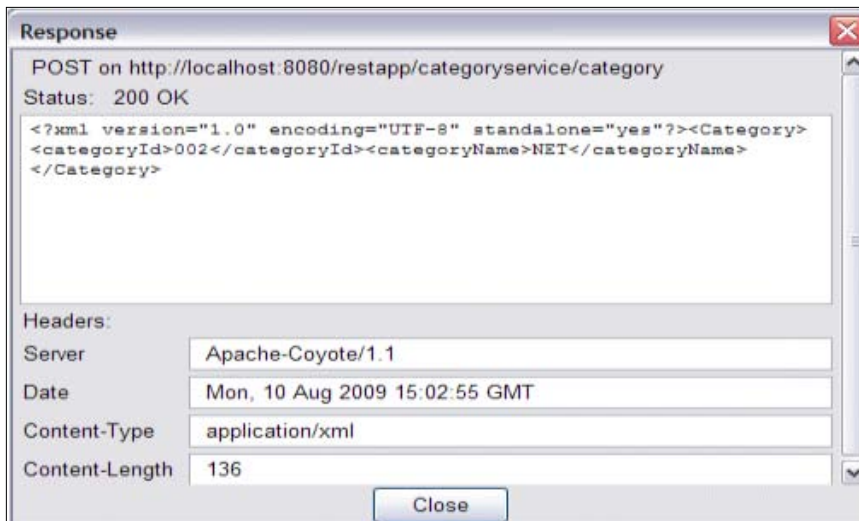 Response
POST on http://localhost:8080/restapp/categoryservice/category
Status: 200 OK
<?xml version="1.0" encoding="UTF-8" standalone="yes"?><Category>
<categoryId>002</categoryId><categoryName>NET</categoryName>
</Category>
Headers:
Server Apache-Coyote/1.1
Date Mon, 10 Aug 2009 15:02:55 GMT
Content-Type application/xml
Content-Length 136
Close